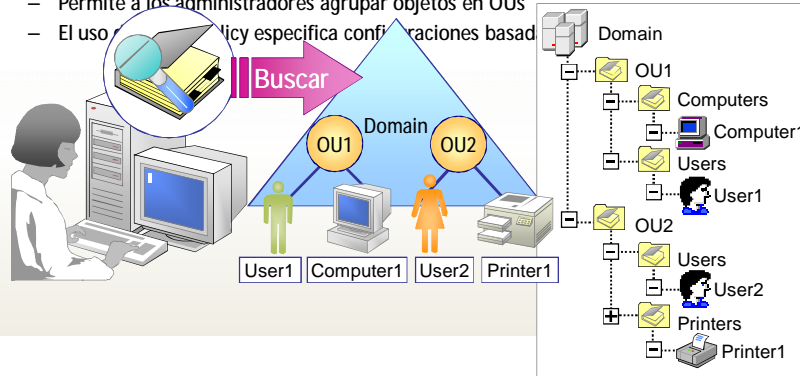 – Permite a los administradores agrupar objetos en OUs
– El uso licy especifica conf raciones basad
Buscar
Domain
OU1
OU2
User1
Computer1
User2
Printer1
Domain
OU1
Computers
Computer1
Users
User1
OU2
Users
User2
Printers
Printer1